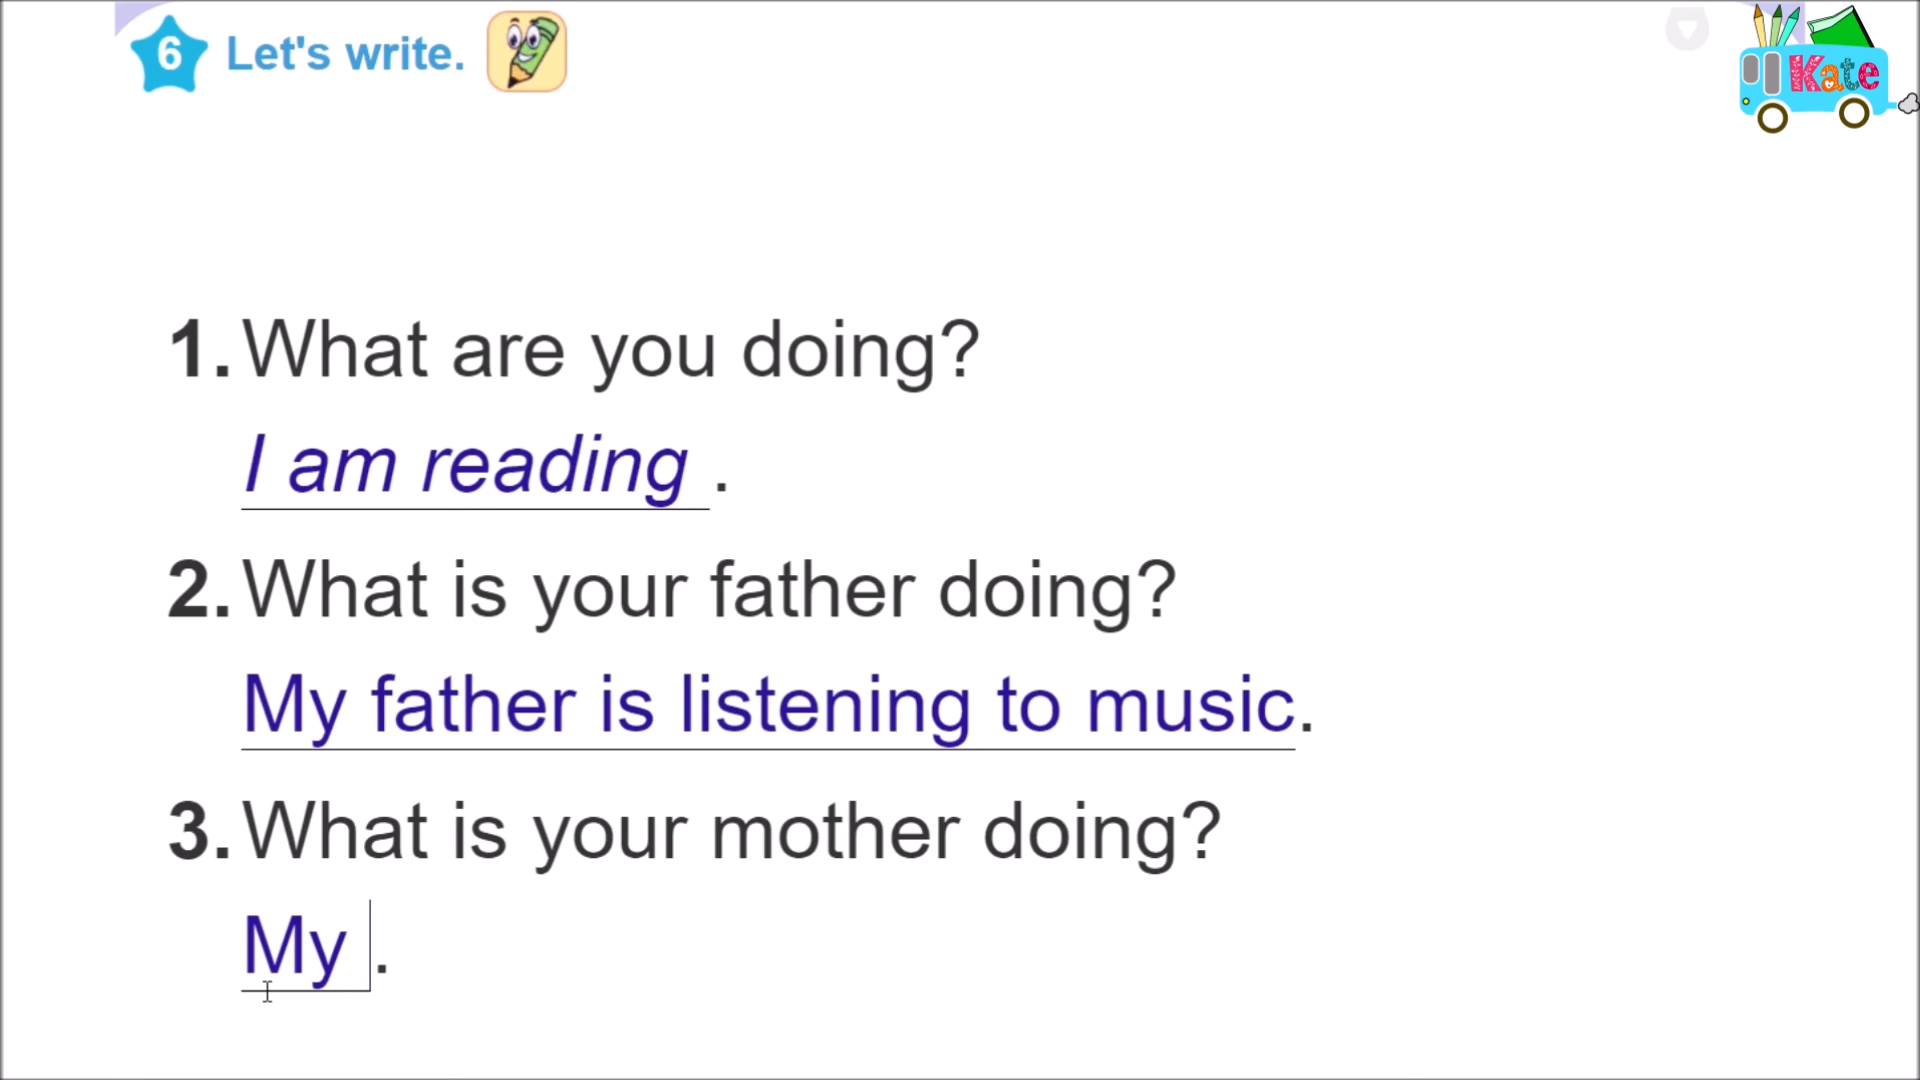 6 Let's write.
Kate
1. What are you doing?
I am reading .
2. What is your father doing?
My father is listening to music.
3. What is your mother doing?
My .